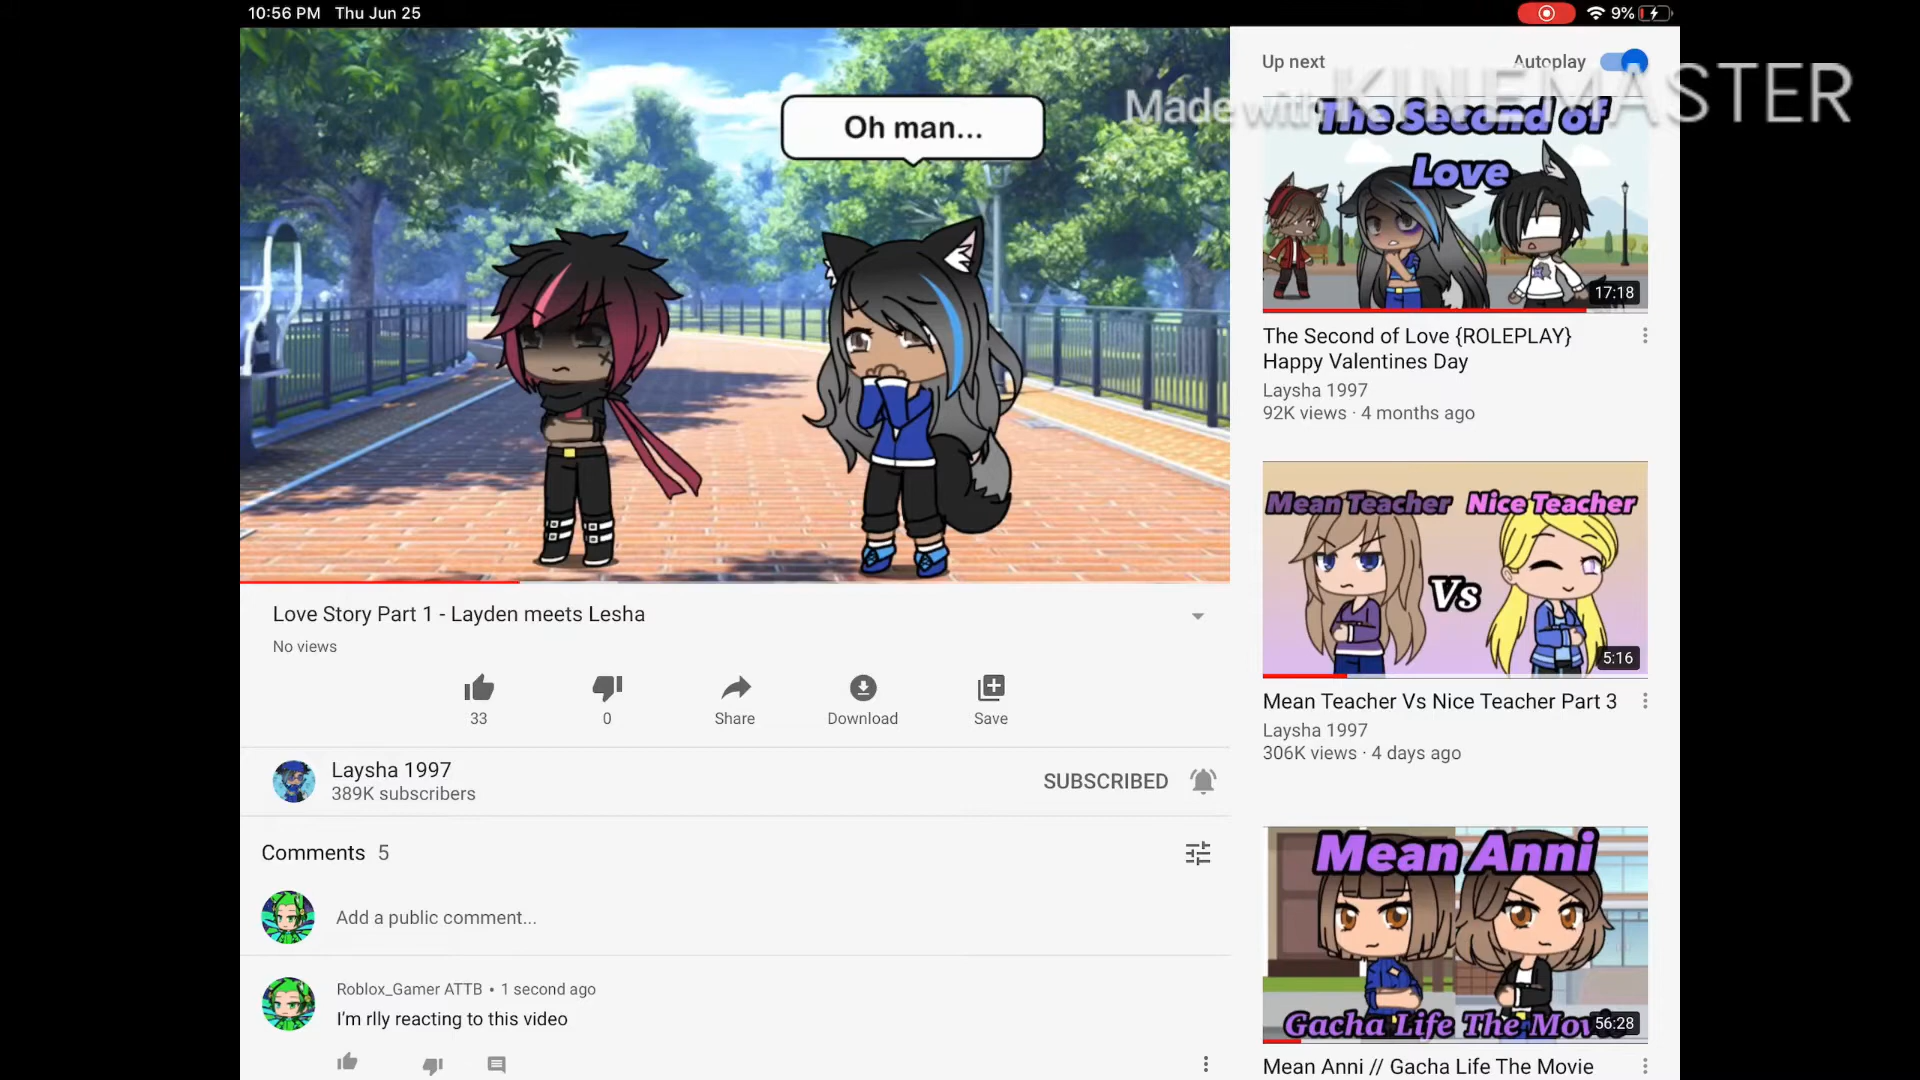 10:56 PM Thu Jun 25
9%
Oh man...
Up next
Autoplay
Made with KINEMASTER
The Second of
Love
17:18
The Second of Love {ROLEPLAY}
Happy Valentines Day
Laysha 1997
92K views · 4 months ago
Mean Teacher Nice Teacher
Vs
5:16
Mean Teacher Vs Nice Teacher Part 3
Laysha 1997
306K views · 4 days ago
Mean Anni
Gacha Life The Movie
56:28
Mean Anni // Gacha Life The Movie
Love Story Part 1 - Layden meets Lesha
No views
33
0
Share
Download
Save
Laysha 1997
389K subscribers
SUBSCRIBED
Comments 5
Add a public comment...
Roblox_Gamer ATTB • 1 second ago
I'm rlly reacting to this video